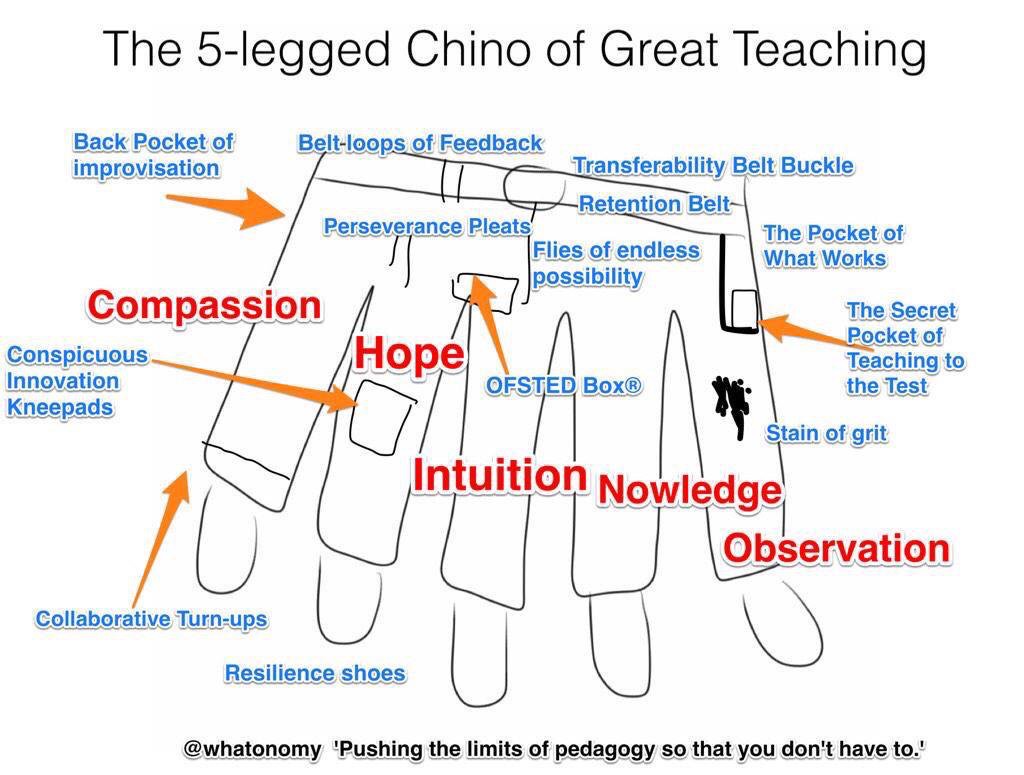 The 5-legged Chino of Great Teaching
Back Pocket of
improvisation
Belt-loops of Feedback
Transferability Belt Buckle
Retention Belt
Perseverance Pleats
Flies of endless
possibility
The Pocket of
What Works
Compassion
The Secret
Pocket of
Teaching to
the Test
Conspicuous
Innovation
Kneepads
Hope
OFSTED Box®
Stain of grit
Intuition
Nowledge
Observation
Collaborative Turn-ups
Resilience shoes
@whatonomy 'Pushing the limits of pedagogy so that you don't have to.'